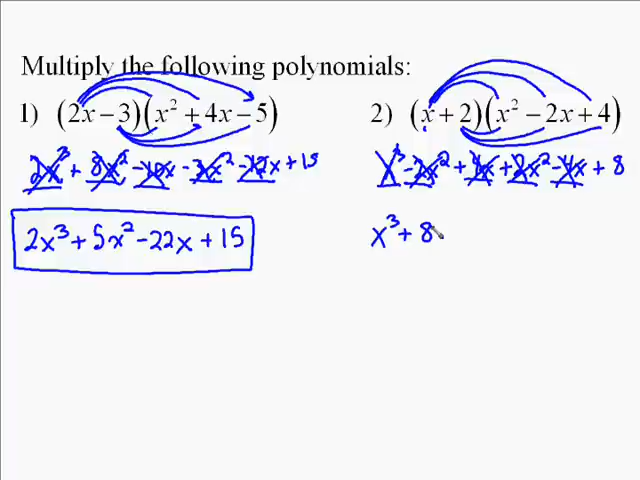 Multiply the following polynomials:
1) (2x − 3)(x² + 4x − 5)
2x³ + 8x² − 10x − 3x² − 12x + 15
2x³ + 5x² − 22x + 15
2) (x + 2)(x² − 2x + 4)
x³ − 2x² + 4x + 2x² − 4x + 8
x³ + 8